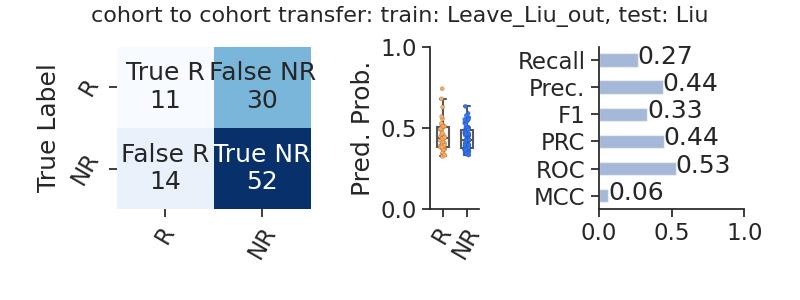 cohort to cohort transfer: train: Leave_Liu_out, test: Liu
True Label
R
NR
True R
11
False NR
30
False R
14
True NR
52
R
NR
Pred. Prob.
1.0
0.5
0.0
R
NR
Recall
0.27
Prec.
0.44
F1
0.33
PRC
0.44
ROC
0.53
MCC
0.06
0.0
0.5
1.0